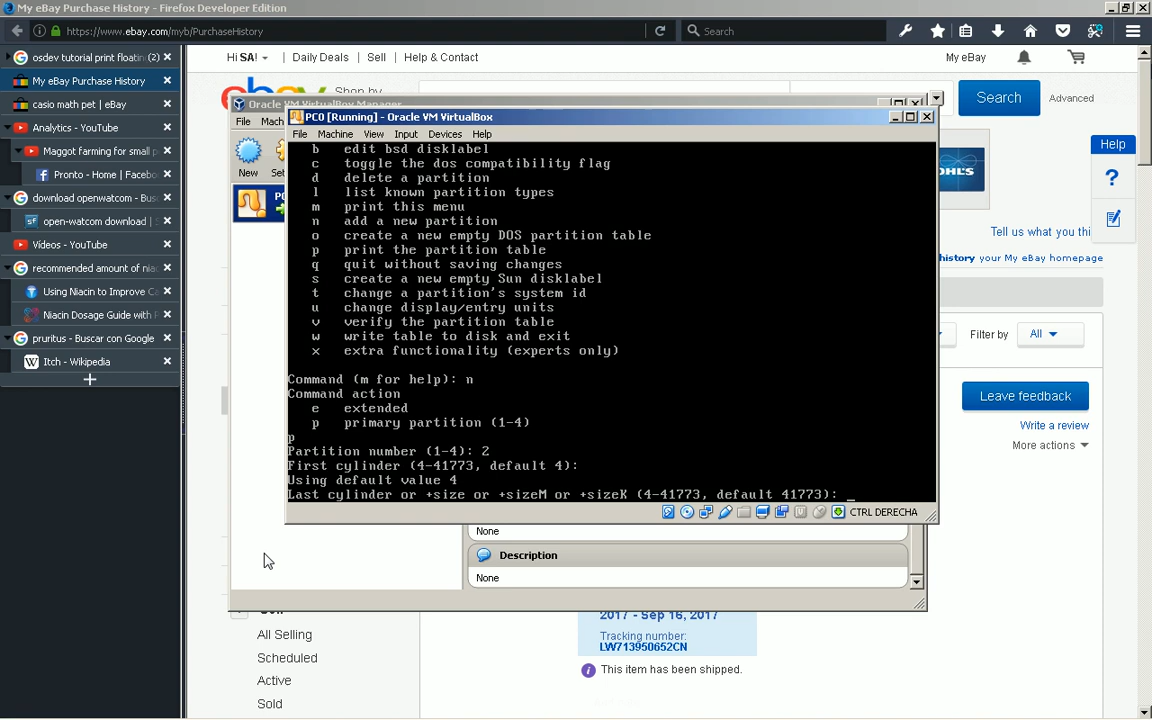 My eBay Purchase History - Firefox Developer Edition
https://www.ebay.com/myb/PurchaseHistory
Search
osdev tutorial print floatin (2)
My eBay Purchase History
casio math pet | eBay
Analytics - YouTube
Maggot farming for small p
Pronto - Home | Faceb
download openwatcom - Bus
open-watcom download |
Vídeos - YouTube
recommended amount of nia
Using Niacin to Improve Ca
Niacin Dosage Guide with F
pruritus - Buscar con Google
Itch - Wikipedia
Hi SA!
Daily Deals
Sell
Help & Contact
My eBay
Shop by
Search
Advanced
Oracle VM VirtualBox Manager
File
Mach
New
Set
PC
PC0 [Running] - Oracle VM VirtualBox
File Machine View Input Devices Help
b edit bsd disklabel
c toggle the dos compatibility flag
d delete a partition
l list known partition types
m print this menu
n add a new partition
o create a new empty DOS partition table
p print the partition table
q quit without saving changes
s create a new empty Sun disklabel
t change a partition's system id
u change display/entry units
v verify the partition table
w write table to disk and exit
x extra functionality (experts only)
Command (m for help): n
Command action
e extended
p primary partition (1-4)
p
Partition number (1-4): 2
First cylinder (4-41773, default 4):
Using default value 4
Last cylinder or +size or +sizeM or +sizeK (4-41773, default 41773): _
CTRL DERECHA
None
Description
None
OHL'S
Help
?
Tell us what you thi
history by your My eBay homepage
Filter by
All
Leave feedback
Write a review
More actions
All Selling
Scheduled
Active
Sold
2017 - Sep 16, 2017
Tracking number:
LW713950652CN
This item has been shipped.